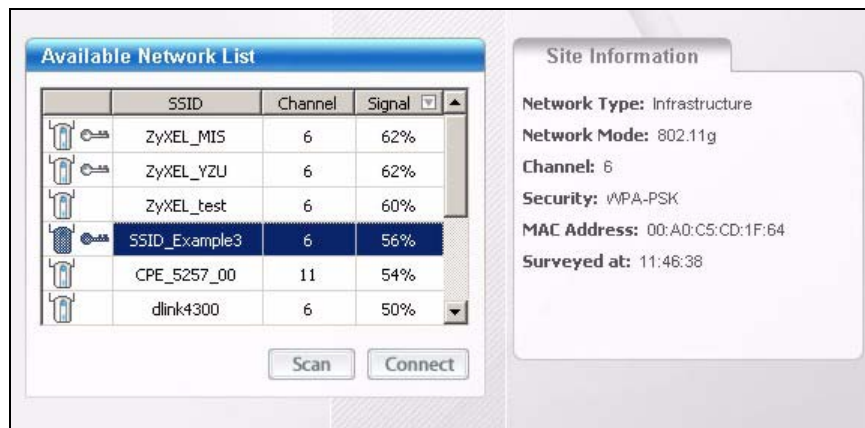 Available Network List
SSID Channel Signal
ZyXEL_MIS 6 62%
ZyXEL_YZU 6 62%
ZyXEL_test 6 60%
SSID_Example3 6 56%
CPE_5257_00 11 54%
dlink4300 6 50%
Scan Connect
Site Information
Network Type: Infrastructure
Network Mode: 802.11g
Channel: 6
Security: WPA-PSK
MAC Address: 00:A0:C5:CD:1F:64
Surveyed at: 11:46:38